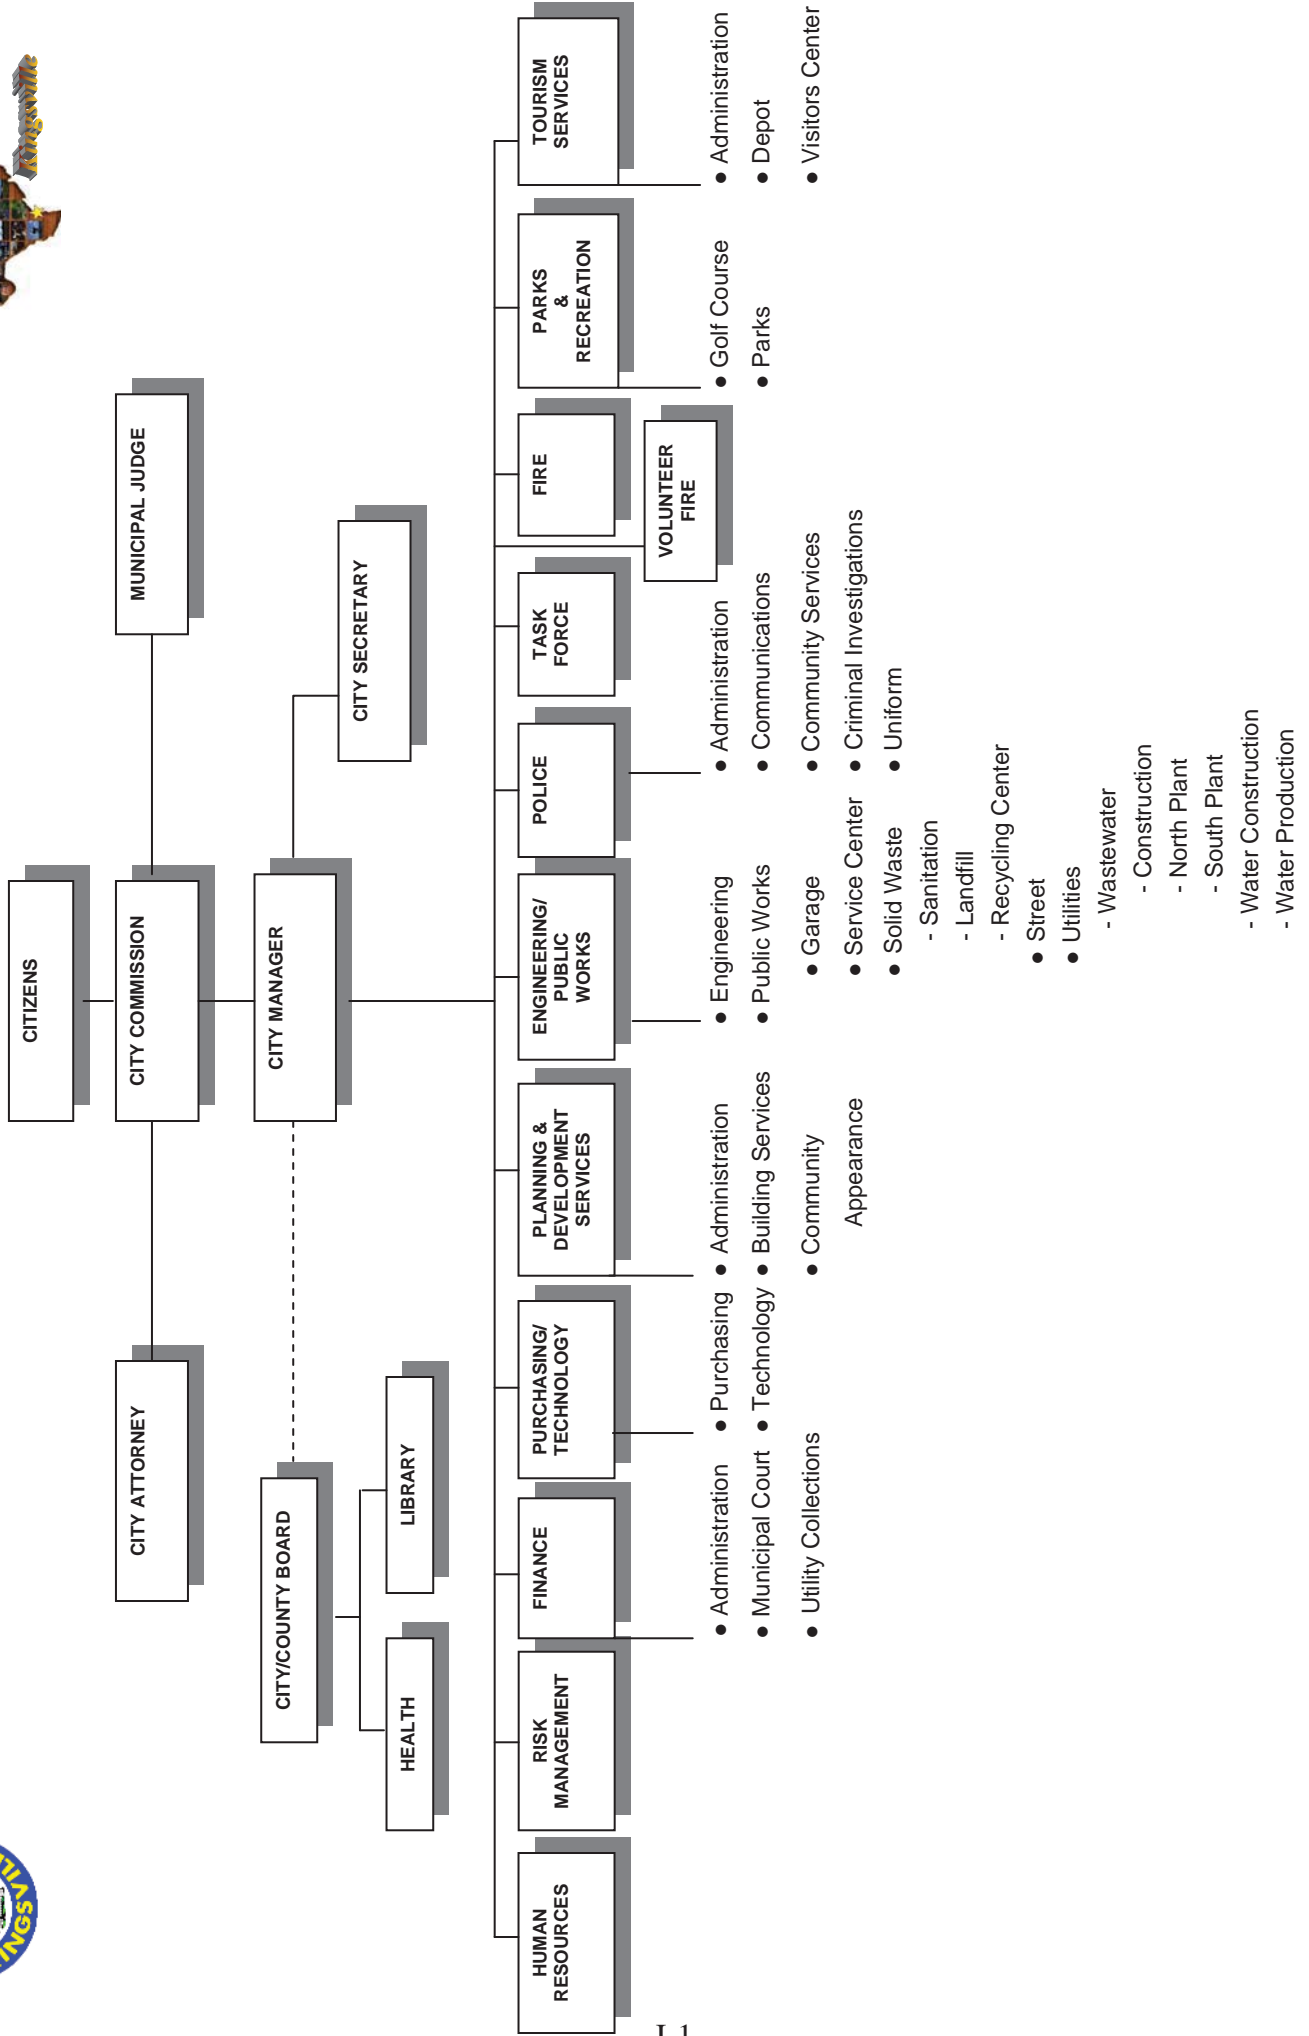 Kingsville
CITIZENS
CITY ATTORNEY
CITY COMMISSION
MUNICIPAL JUDGE
CITY/COUNTY BOARD
CITY MANAGER
CITY SECRETARY
HEALTH
LIBRARY
HUMAN
RESOURCES
RISK
MANAGEMENT
FINANCE
PURCHASING/
TECHNOLOGY
PLANNING &
DEVELOPMENT
SERVICES
ENGINEERING/
PUBLIC
WORKS
POLICE
TASK
FORCE
FIRE
PARKS
&
RECREATION
TOURISM
SERVICES
VOLUNTEER
FIRE
● Administration
● Municipal Court
● Utility Collections
● Purchasing
● Technology
● Administration
● Building Services
● Community
Appearance
● Engineering
● Public Works
● Garage
● Service Center
● Solid Waste
- Sanitation
- Landfill
- Recycling Center
● Street
● Utilities
- Wastewater
- Construction
- North Plant
- South Plant
- Water Construction
- Water Production
● Administration
● Communications
● Community Services
● Criminal Investigations
● Uniform
● Golf Course
● Parks
● Administration
● Depot
● Visitors Center